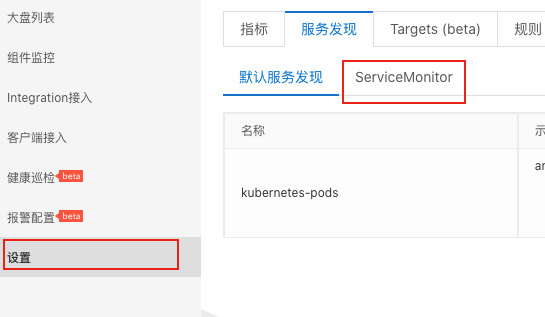 大盘列表
组件监控
Integration接入
客户端接入
健康巡检 beta
报警配置 beta
设置
指标 服务发现 Targets (beta) 规则
默认服务发现 ServiceMonitor
名称 示
kubernetes-pods